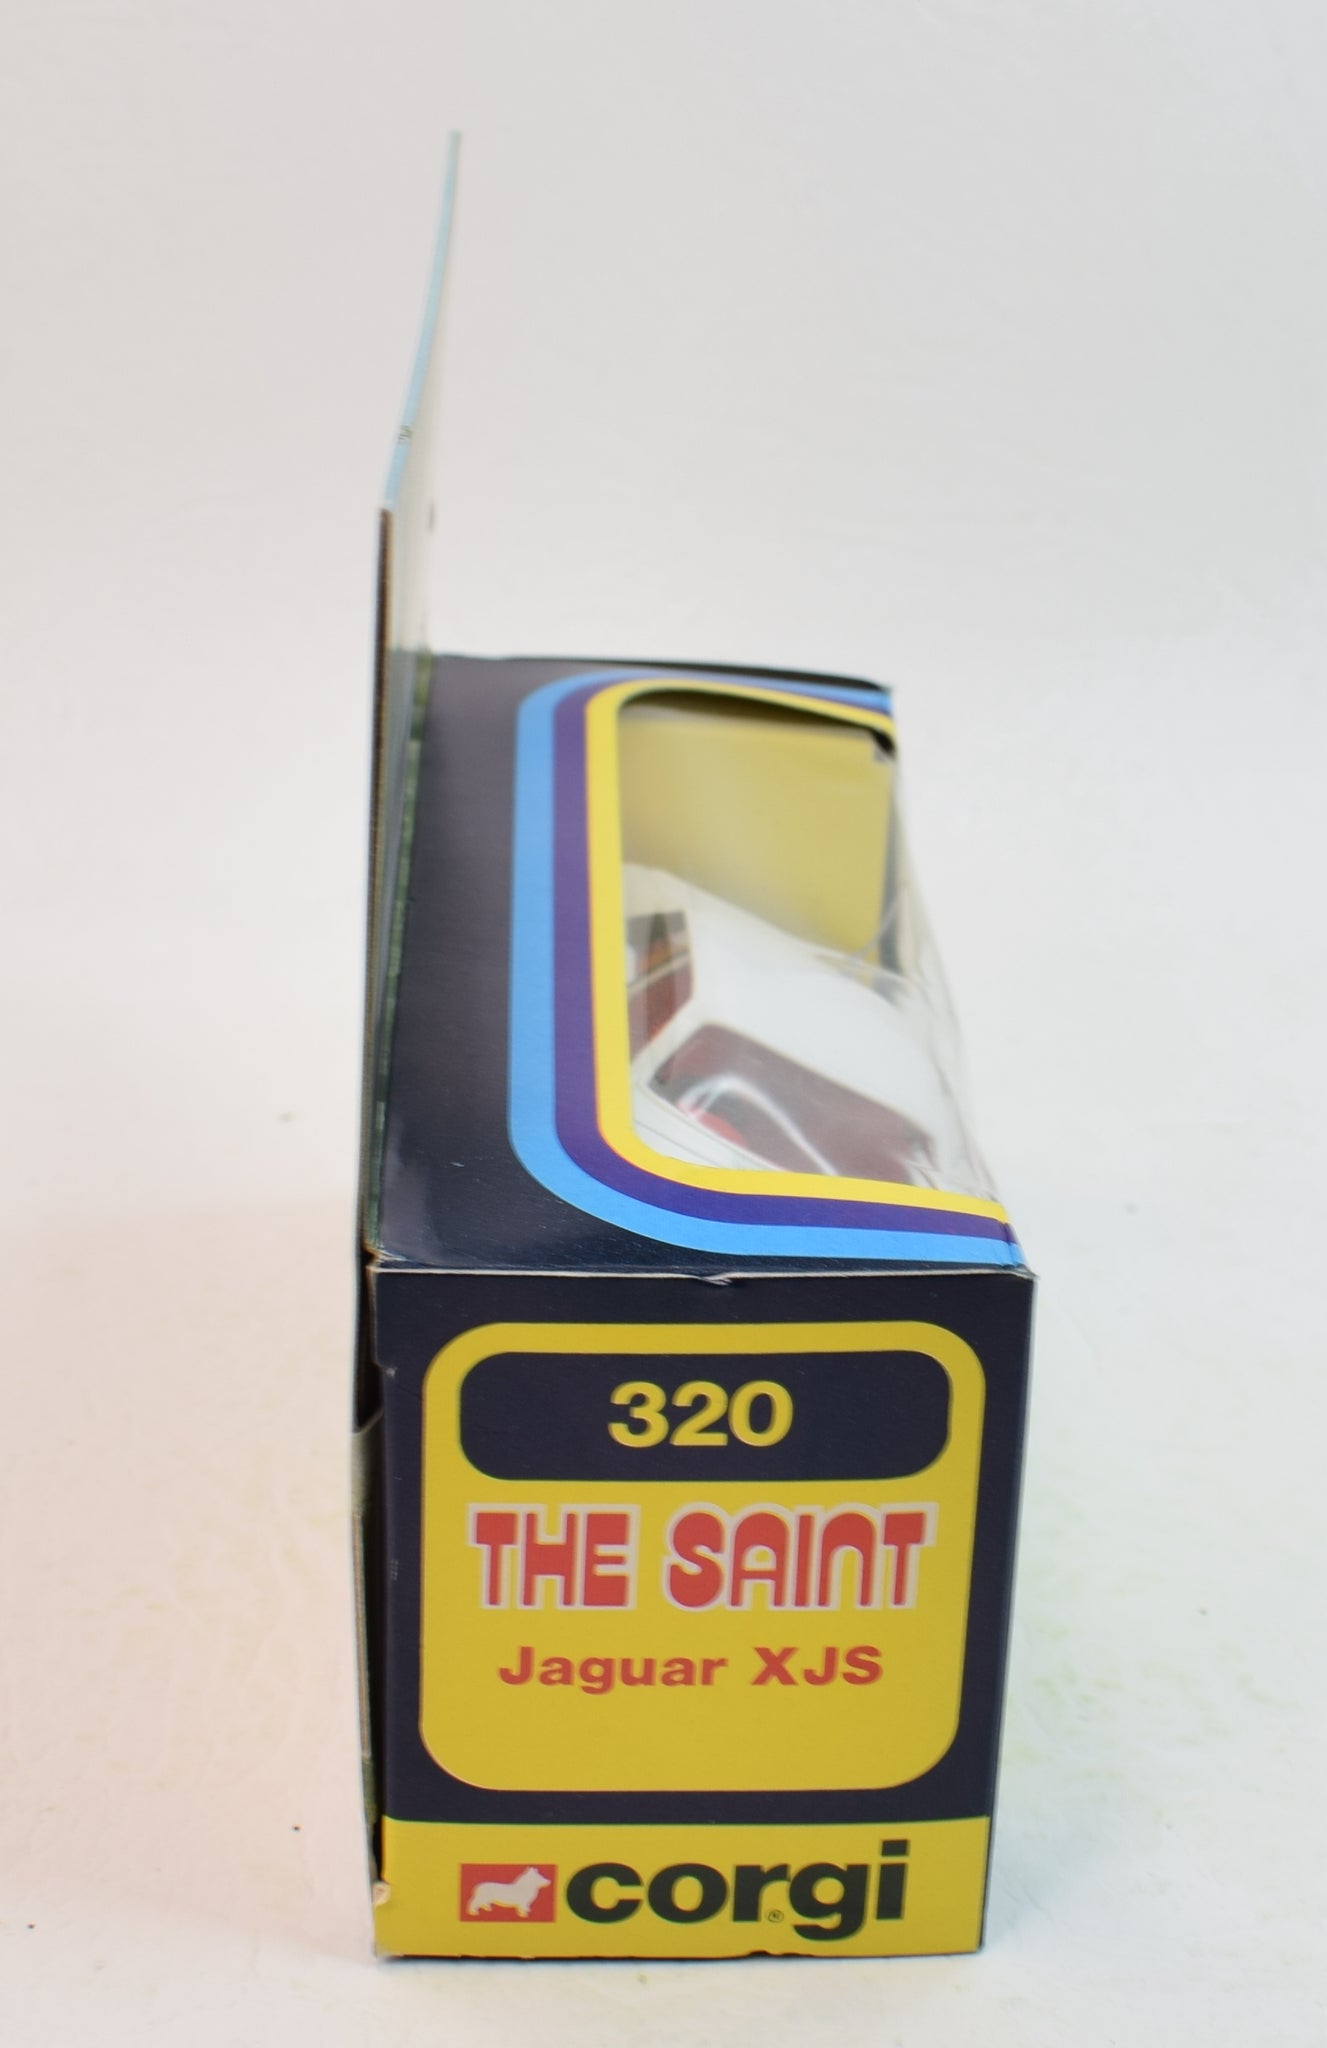 320
THE SAINT
Jaguar XJS
corgi®